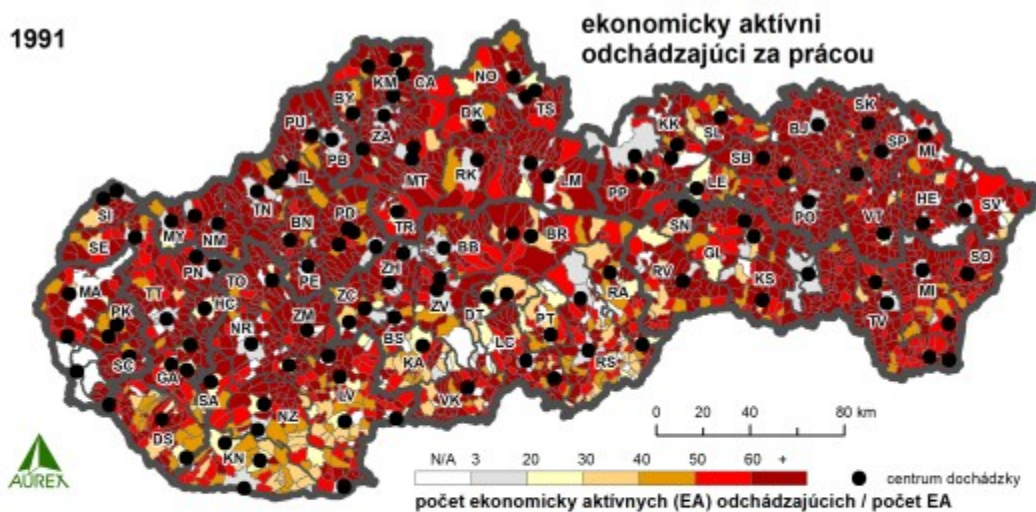 1991
ekonomicky aktívni
odchádzajúci za prácou
NO
KM
CA
BY
TS
DK
PU
ZA
KK
SL
BJ
SK
SP
ML
PB
IL
MT
RK
LM
PP
LE
SB
PO
VT
HE
SV
SI
TN
BN
PD
TR
SE
MY
NM
BB
BR
SN
GL
SO
PN
TO
PE
ZH
RV
KS
MI
MA
TT
HC
ZC
ZV
DT
RA
PK
NR
ZM
BS
PT
TV
SC
GA
KA
LC
RS
SA
LV
VK
DS
NZ
KN
0 20 40 80 km
AUREX
N/A 3 20 30 40 50 60 +
centrum dochádzky
počet ekonomicky aktívnych (EA) odchádzajúcich / počet EA